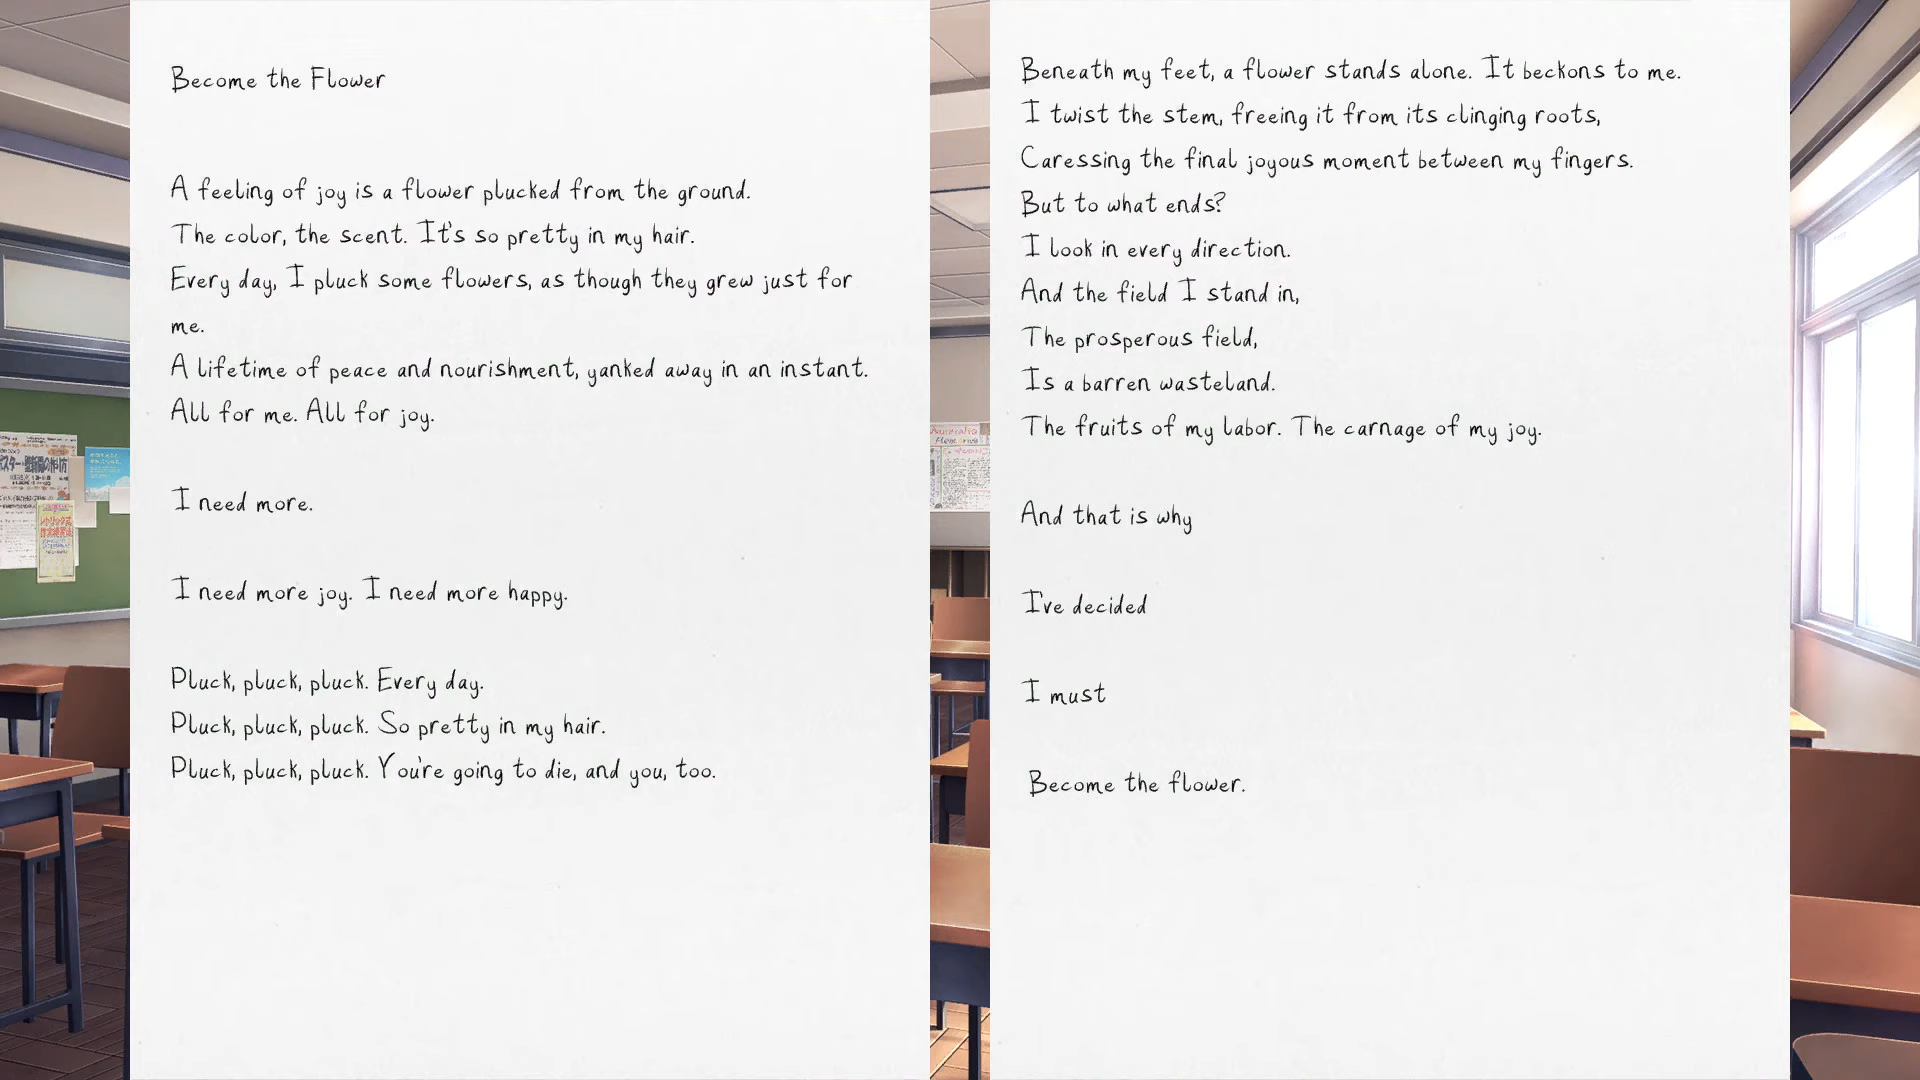 Become the Flower
A feeling of joy is a flower plucked from the ground.
The color, the scent. It's so pretty in my hair.
Every day, I pluck some flowers, as though they grew just for
me.
A lifetime of peace and nourishment, yanked away in an instant.
All for me. All for joy.
I need more.
I need more joy. I need more happy.
Pluck, pluck, pluck. Every day.
Pluck, pluck, pluck. So pretty in my hair.
Pluck, pluck, pluck. You're going to die, and you, too.
Beneath my feet, a flower stands alone. It beckons to me.
I twist the stem, freeing it from its clinging roots,
Caressing the final joyous moment between my fingers.
But to what ends?
I look in every direction.
And the field I stand in,
The prosperous field,
Is a barren wasteland.
The fruits of my labor. The carnage of my joy.
And that is why
I've decided
I must
Become the flower.